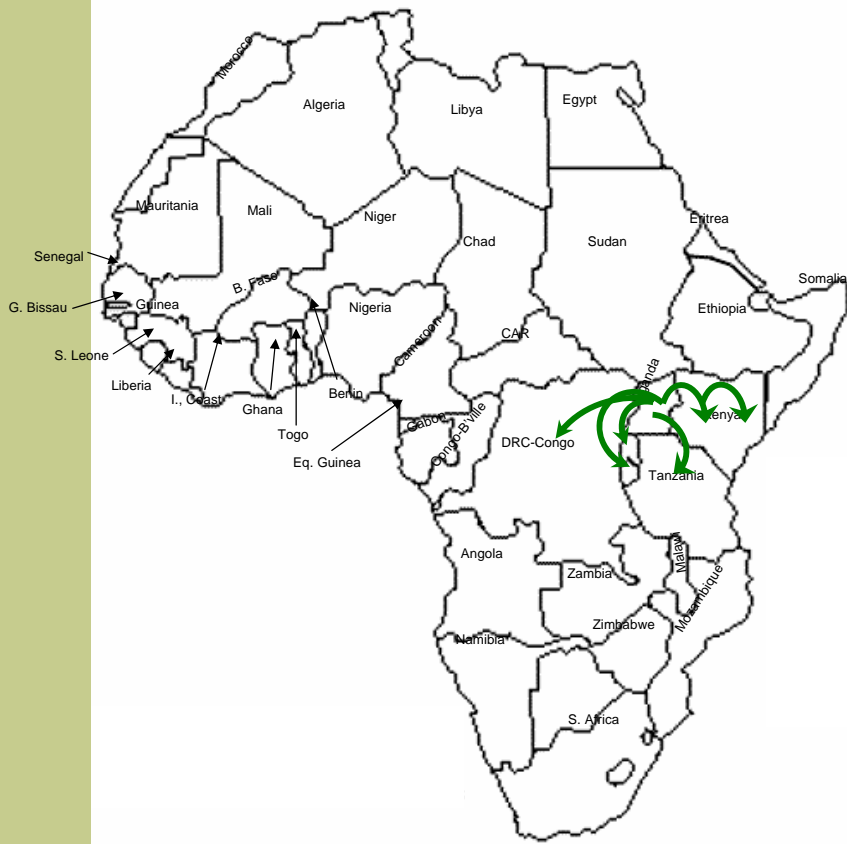 Morocco
Algeria
Libya
Egypt
Mauritania
Mali
Niger
Chad
Sudan
Eritrea
Senegal
B. Faso
Somalia
G. Bissau
Guinea
Nigeria
Ethiopia
S. Leone
Cameroon
CAR
Liberia
I., Coast
Ghana
Benin
Togo
Gabon
Congo-B'ville
Eq. Guinea
DRC-Congo
Tanzania
Angola
Malawi
Zambia
Mozambique
Zimbabwe
Namibia
S. Africa